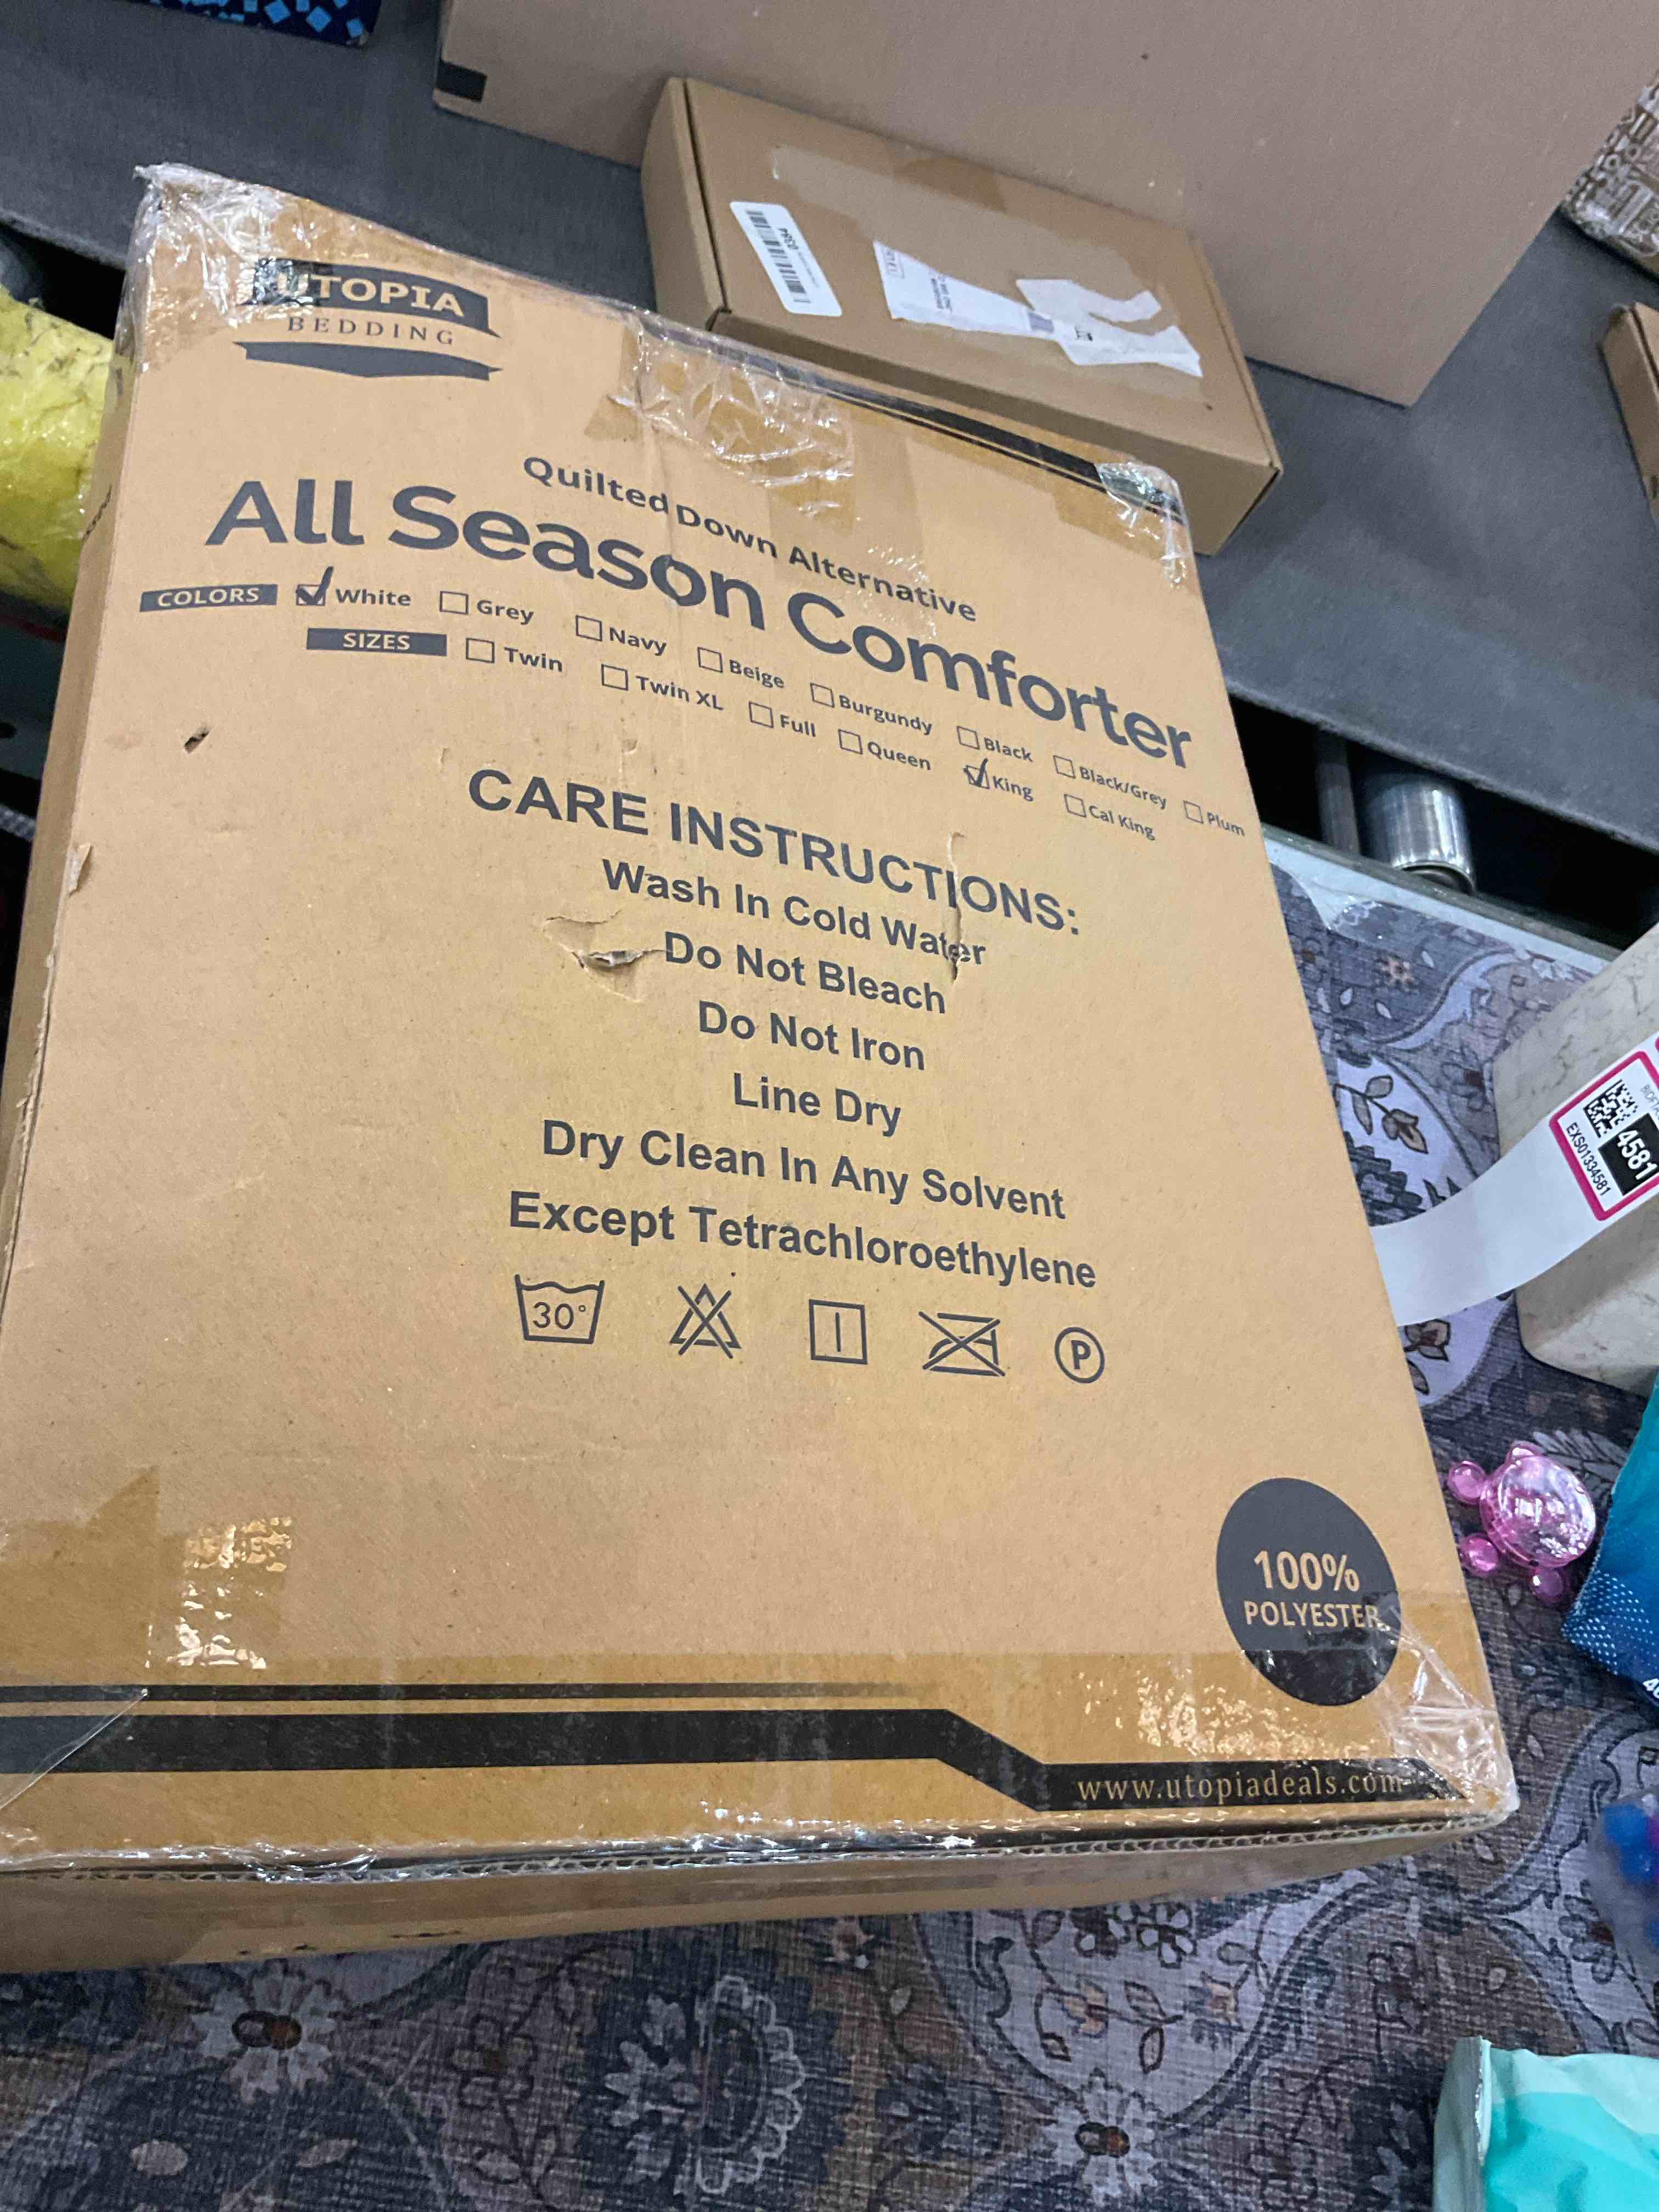 UTOPIA
BEDDING
Quilted Down Alternative
All Season Comforter
COLORS White Grey Navy Beige Burgundy Black Black/Grey Plum
SIZES Twin Twin XL Full Queen King Cal King
CARE INSTRUCTIONS:
Wash In Cold Water
Do Not Bleach
Do Not Iron
Line Dry
Dry Clean In Any Solvent
Except Tetrachloroethylene
30°
P
100%
POLYESTER
www.utopiadeals.com
4581
EXS01334581